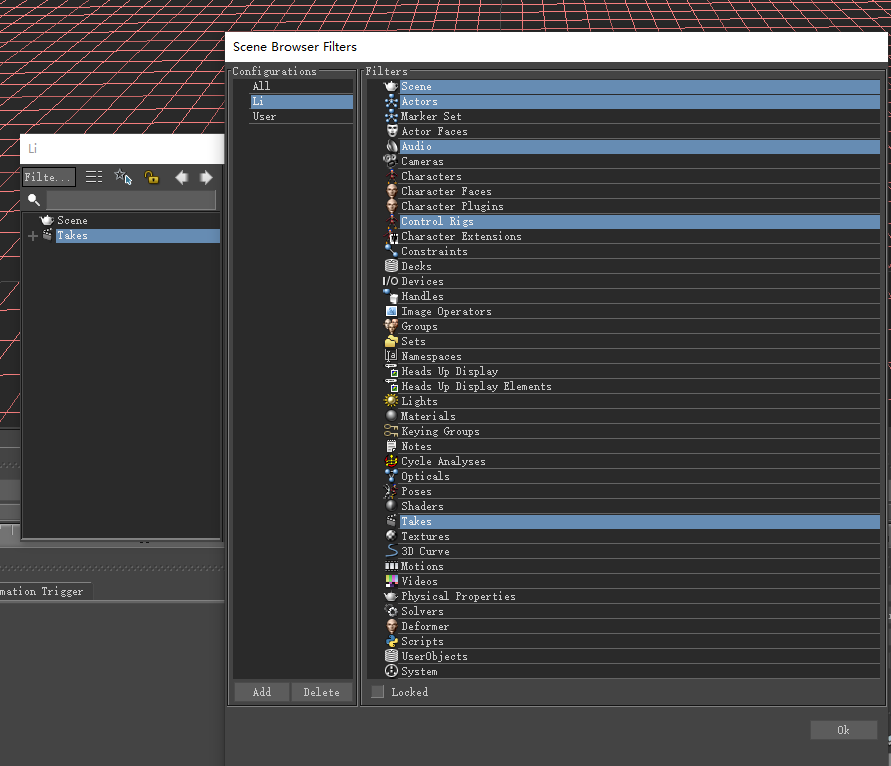 Scene Browser Filters
Configurations
All
Li
User
Add
Delete
Filters
Scene
Actors
Marker Set
Actor Faces
Audio
Cameras
Characters
Character Faces
Character Plugins
Control Rigs
Character Extensions
Constraints
Decks
I/O Devices
Handles
Image Operators
Groups
Sets
Namespaces
Heads Up Display
Heads Up Display Elements
Lights
Materials
Keying Groups
Notes
Cycle Analyses
Opticals
Poses
Shaders
Takes
Textures
3D Curve
Motions
Videos
Physical Properties
Solvers
Deformer
Scripts
UserObjects
System
Locked
Ok
Li
Filte...
Scene
Takes
mation Trigger